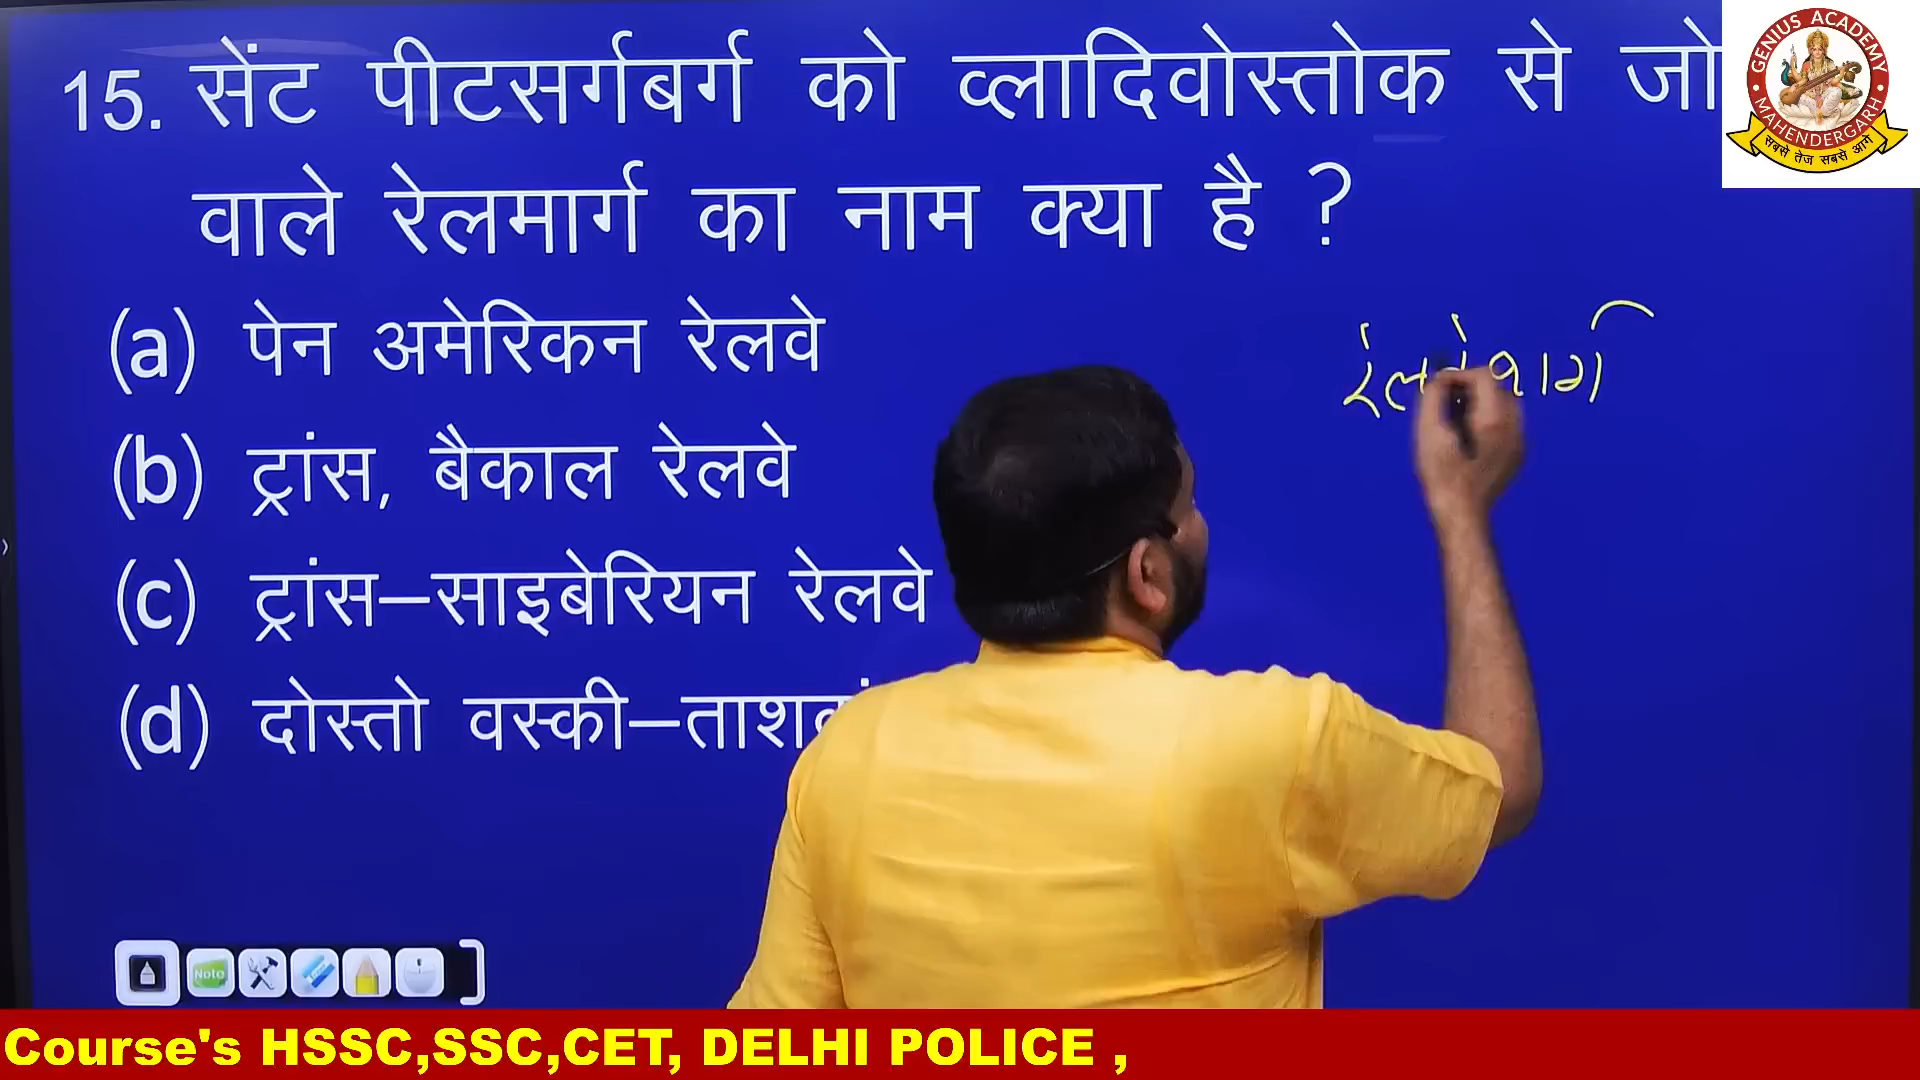 15. सेंट पीटसर्गबर्ग को व्लादिवोस्तोक से जो
वाले रेलमार्ग का नाम क्या है ?
(a) पेन अमेरिकन रेलवे
(b) ट्रांस, बैकाल रेलवे
(c) ट्रांस–साइबेरियन रेलवे
(d) दोस्तो वस्की–ताश
GENIUS ACADEMY
MAHENDERGARH
सबसे तेज सबसे आगे
Note
Course's HSSC,SSC,CET, DELHI POLICE ,